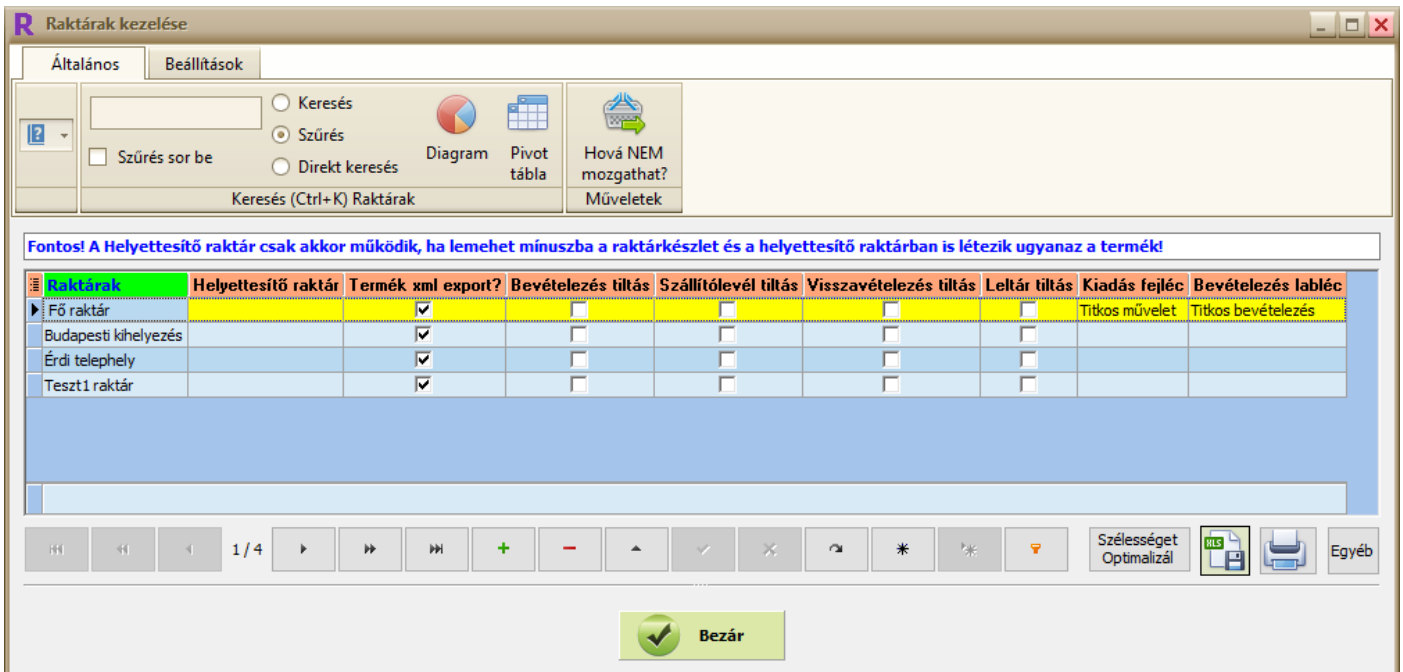 R Raktárak kezelése
Általános Beállítások
Keresés
Szűrés
Direkt keresés
Szűrés sor be
Diagram
Pivot
tábla
Hová NEM
mozgathat?
Keresés (Ctrl+K) Raktárak
Műveletek
Fontos! A Helyettesítő raktár csak akkor működik, ha lemehet mínuszba a raktárkészlet és a helyettesítő raktárban is létezik ugyanaz a termék!
Raktárak Helyettesítő raktár Termék xml export? Bevételezés tiltás Szállítólevél tiltás Visszavételezés tiltás Leltár tiltás Kiadás fejléc Bevételezés labléc
Fő raktár Titkos művelet Titkos bevételezés
Budapesti kihelyezés
Érdi telephely
Teszt1 raktár
1 / 4
Szélességet
Optimalizál
XLS
Egyéb
Bezár